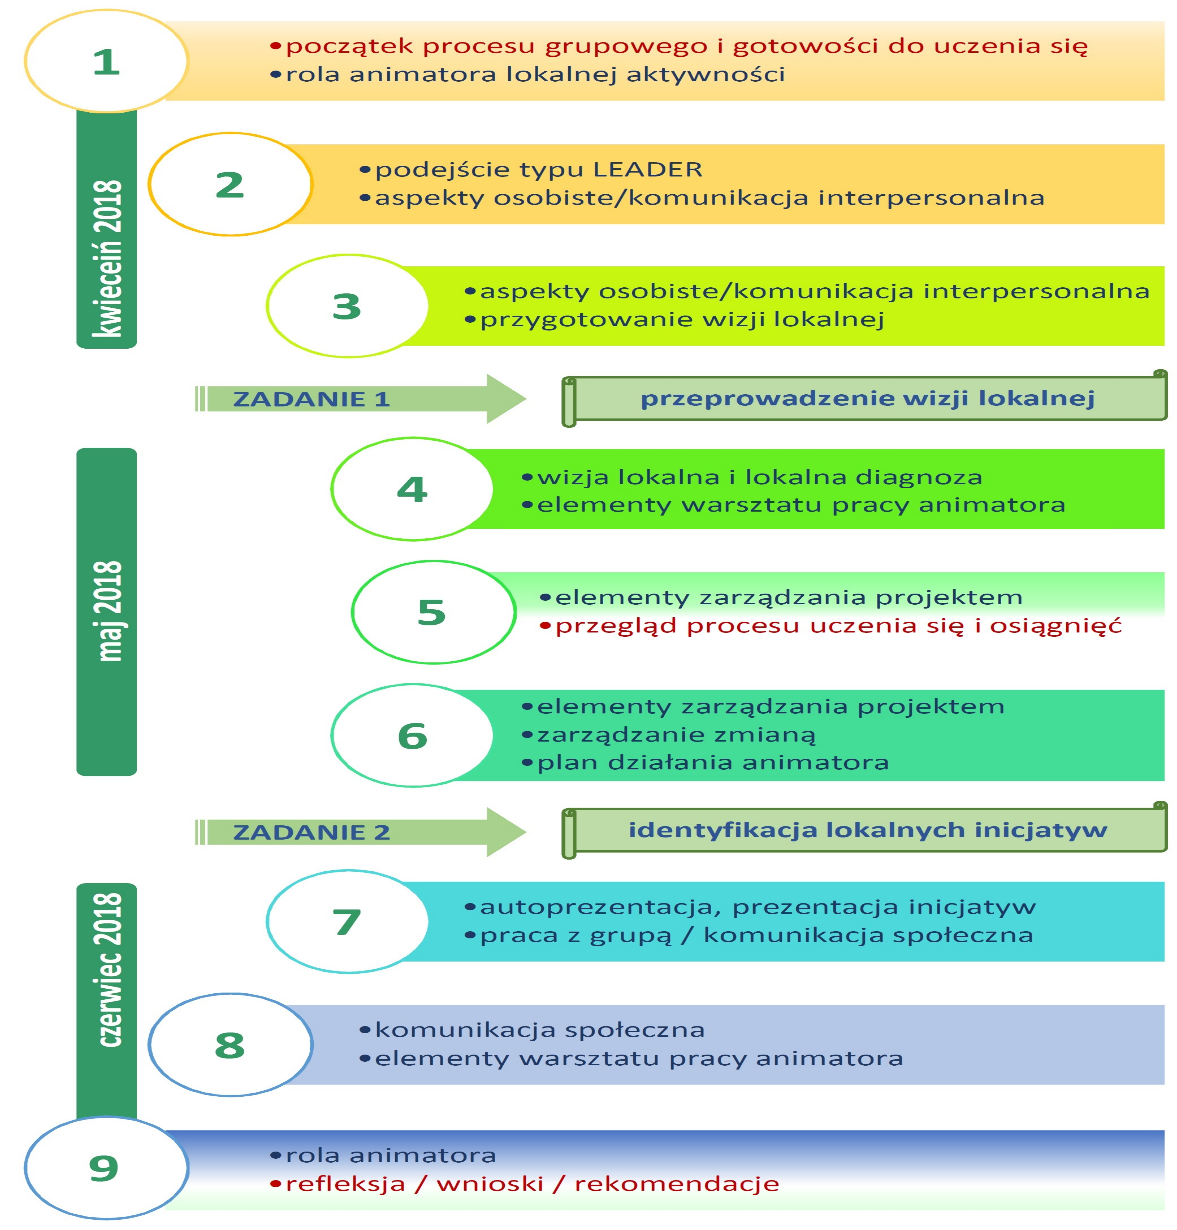 1
•początek procesu grupowego i gotowości do uczenia się
•rola animatora lokalnej aktywności
kwieceiń 2018
2
•podejście typu LEADER
•aspekty osobiste/komunikacja interpersonalna
3
•aspekty osobiste/komunikacja interpersonalna
•przygotowanie wizji lokalnej
ZADANIE 1
przeprowadzenie wizji lokalnej
maj 2018
4
•wizja lokalna i lokalna diagnoza
•elementy warsztatu pracy animatora
5
•elementy zarządzania projektem
•przegląd procesu uczenia się i osiągnięć
6
•elementy zarządzania projektem
•zarządzanie zmianą
•plan działania animatora
ZADANIE 2
identyfikacja lokalnych inicjatyw
czerwiec 2018
7
•autoprezentacja, prezentacja inicjatyw
•praca z grupą / komunikacja społeczna
8
•komunikacja społeczna
•elementy warsztatu pracy animatora
9
•rola animatora
•refleksja / wnioski / rekomendacje